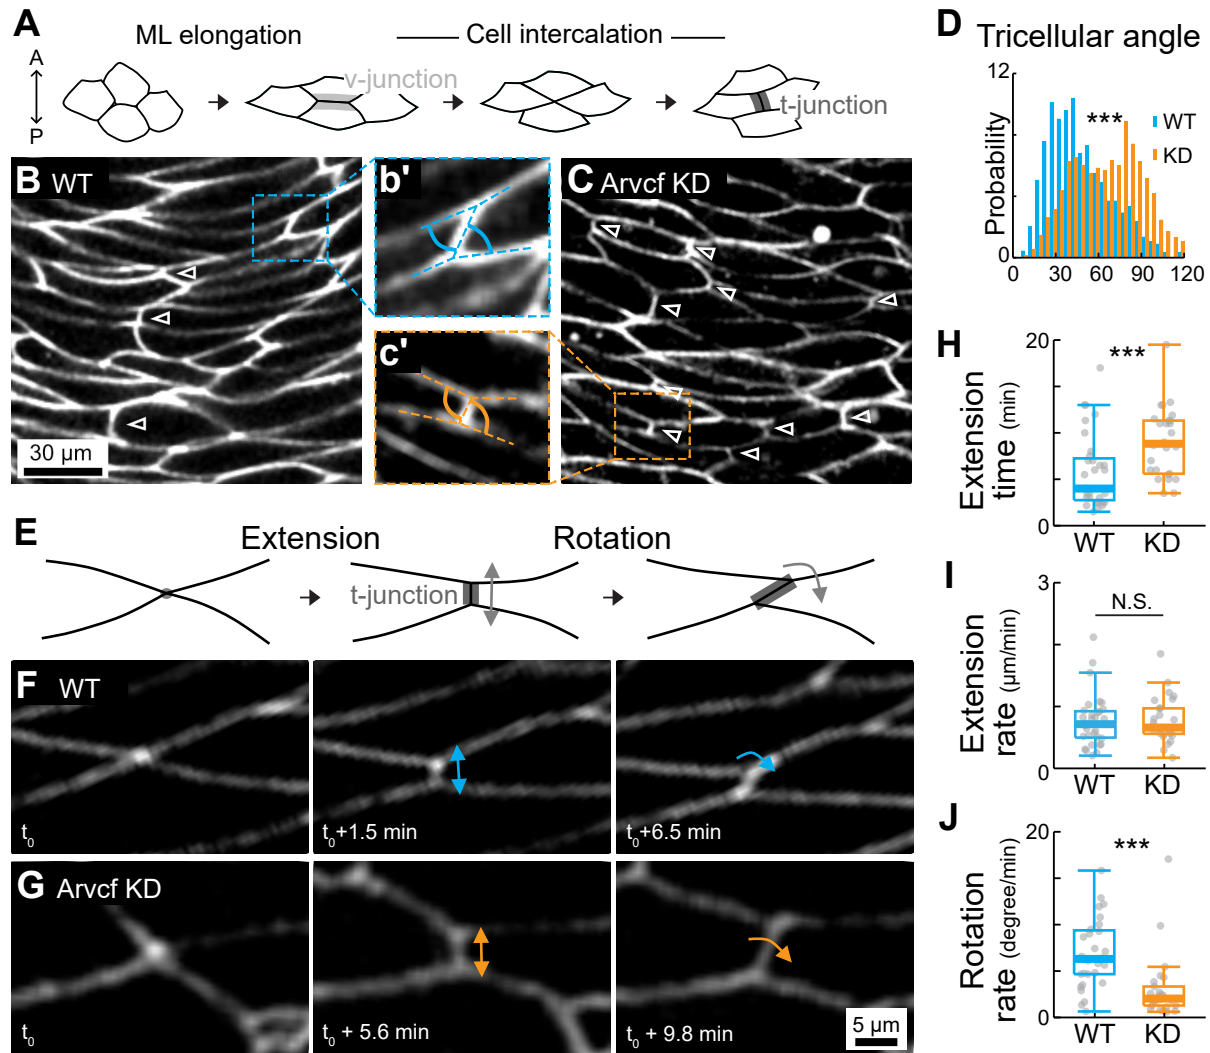 A
ML elongation
Cell intercalation
A
P
v-junction
t-junction
B WT
b'
C Arvcf KD
c'
30 µm
D Tricellular angle
12
Probability
0
***
WT
KD
0 30 60 90 120
H
20
Extension
time (min)
0
***
WT KD
E
Extension
Rotation
t-junction
I
3
Extension
rate (µm/min)
0
N.S.
WT KD
F WT
t0
t0+1.5 min
t0+6.5 min
J
20
Rotation
rate (degree/min)
0
***
WT KD
G Arvcf KD
t0
t0 + 5.6 min
t0 + 9.8 min
5 µm